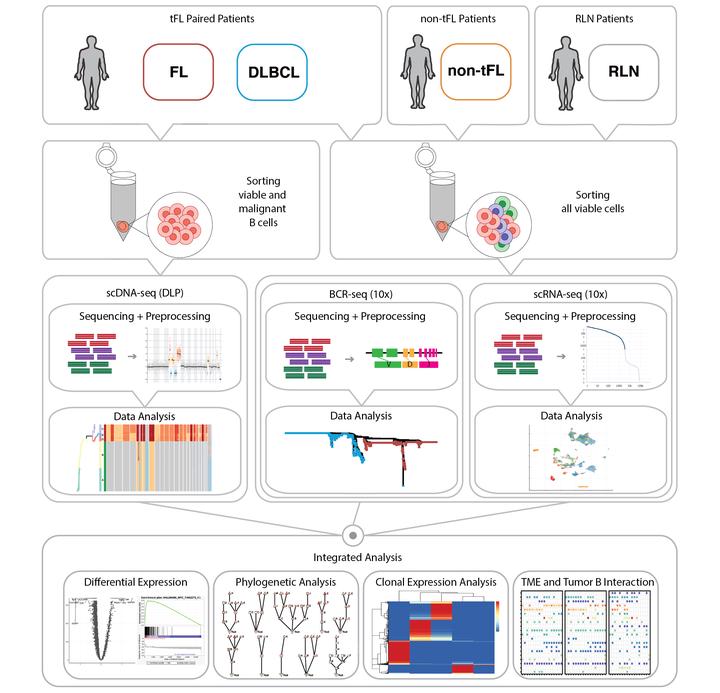 tFL Paired Patients
non-tFL Patients
RLN Patients
FL
DLBCL
non-tFL
RLN
Sorting
viable and
malignant
B cells
Sorting
all viable cells
scDNA-seq (DLP)
Sequencing + Preprocessing
Data Analysis
BCR-seq (10x)
Sequencing + Preprocessing
V D J
Data Analysis
scRNA-seq (10x)
Sequencing + Preprocessing
Data Analysis
Integrated Analysis
Differential Expression
Phylogenetic Analysis
Clonal Expression Analysis
TME and Tumor B Interaction